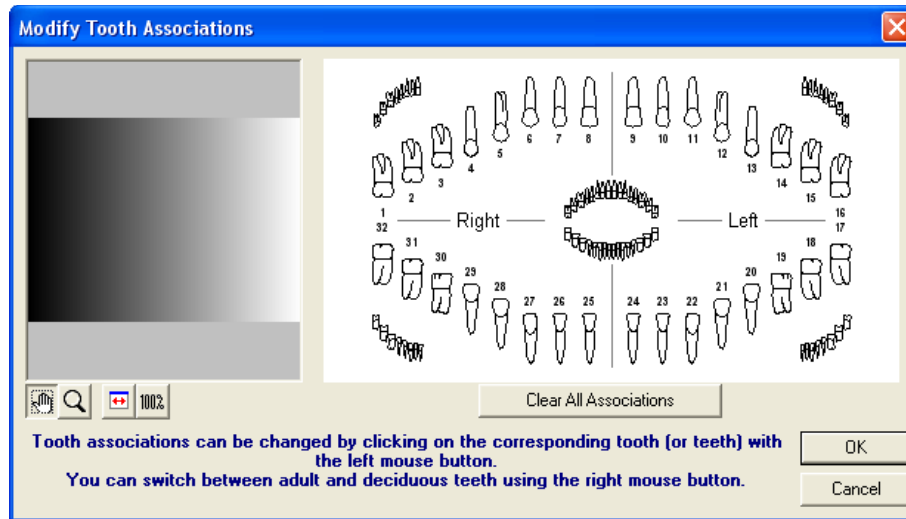 Modify Tooth Associations
6 7 8 9 10 11
5 12
4 13
3 14
2 15
1 16
Right Left
32 17
31 18
30 19
29 20
28 21
27 26 25 24 23 22
100%
Clear All Associations
Tooth associations can be changed by clicking on the corresponding tooth (or teeth) with
the left mouse button.
You can switch between adult and deciduous teeth using the right mouse button.
OK
Cancel